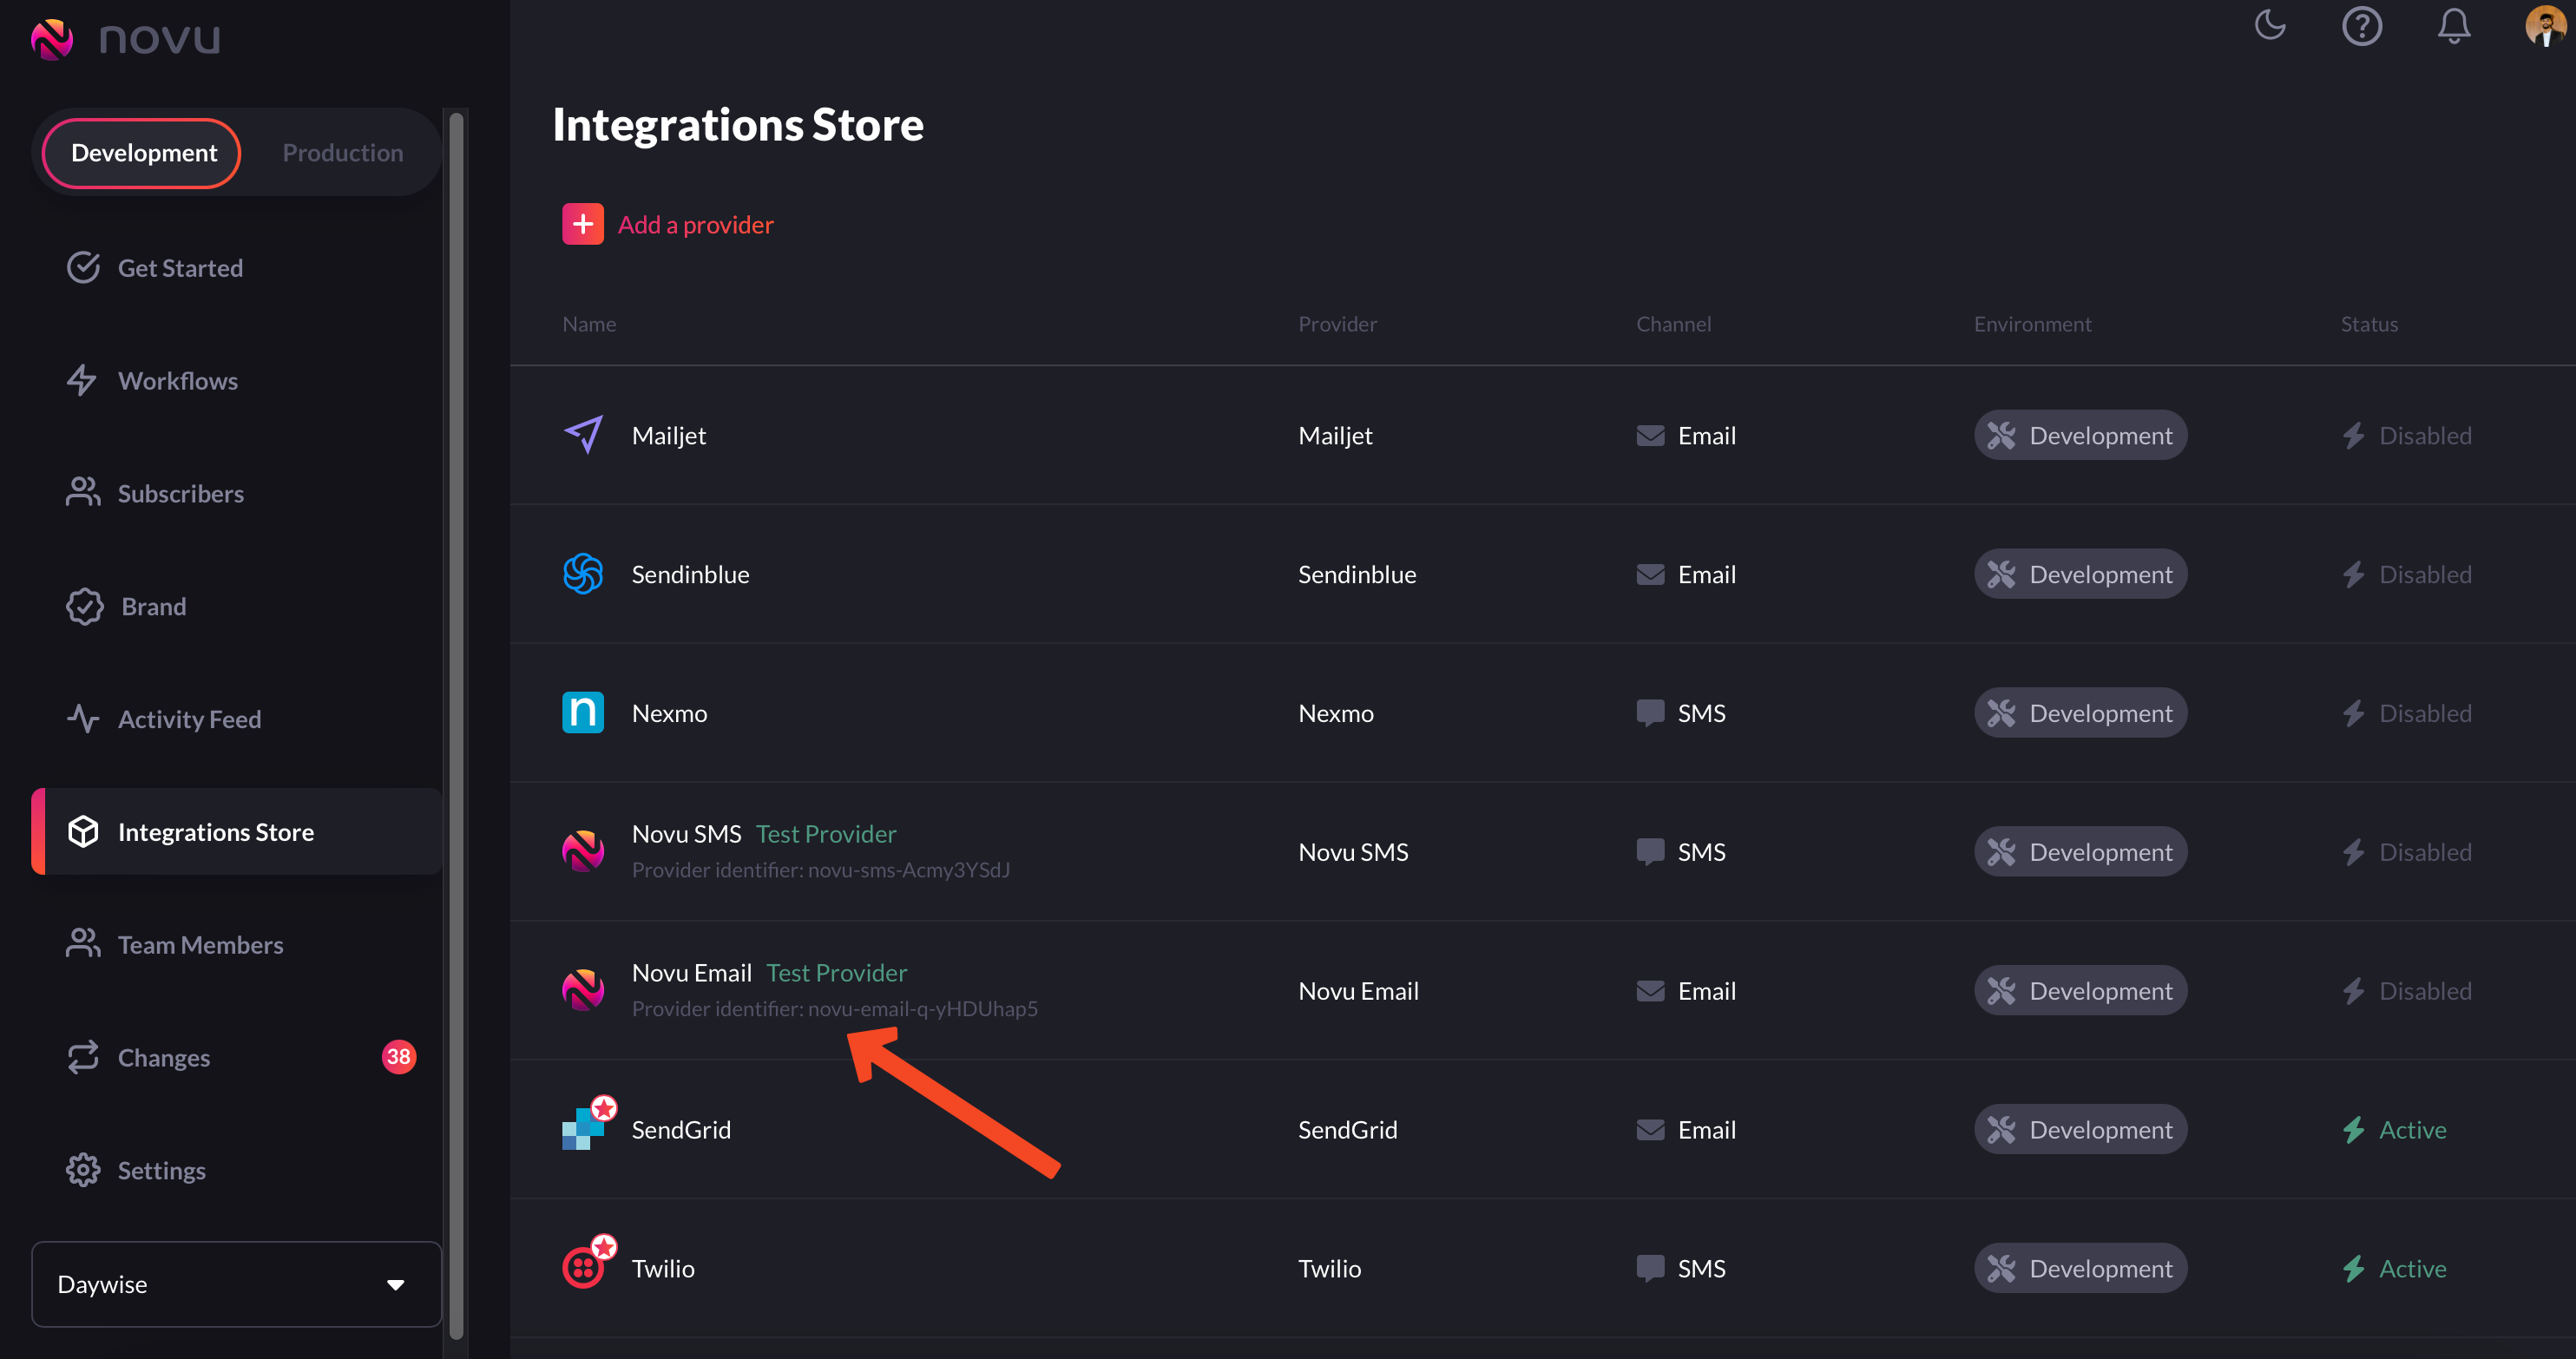 novu
Development Production
Get Started
Workflows
Subscribers
Brand
Activity Feed
Integrations Store
Team Members
Changes 38
Settings
Daywise
Integrations Store
Add a provider
Name Provider Channel Environment Status
Mailjet Mailjet Email Development Disabled
Sendinblue Sendinblue Email Development Disabled
n Nexmo Nexmo SMS Development Disabled
Novu SMS Test Provider
Provider identifier: novu-sms-Acmy3YSdJ
Novu SMS SMS Development Disabled
Novu Email Test Provider
Provider identifier: novu-email-q-yHDUhap5
Novu Email Email Development Disabled
SendGrid SendGrid Email Development Active
Twilio Twilio SMS Development Active